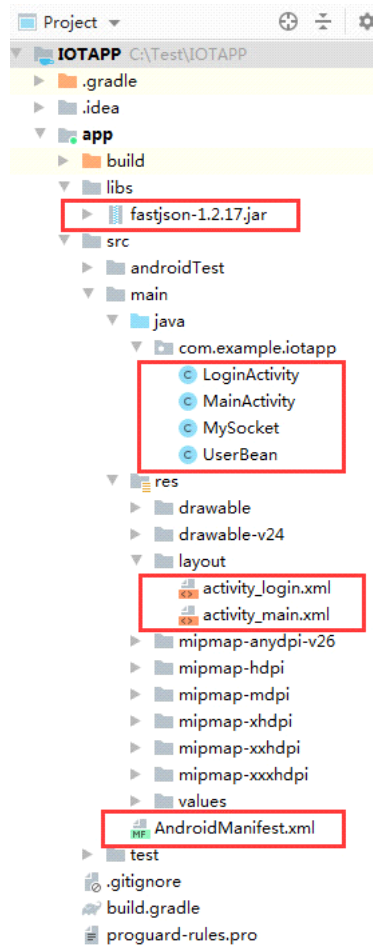 Project
IOTAPP C:\Test\IOTAPP
.gradle
.idea
app
build
libs
fastjson-1.2.17.jar
src
androidTest
main
java
com.example.iotapp
C LoginActivity
C MainActivity
C MySocket
C UserBean
res
drawable
drawable-v24
layout
activity_login.xml
activity_main.xml
mipmap-anydpi-v26
mipmap-hdpi
mipmap-mdpi
mipmap-xhdpi
mipmap-xxhdpi
mipmap-xxxhdpi
values
MF AndroidManifest.xml
test
.gitignore
build.gradle
proguard-rules.pro